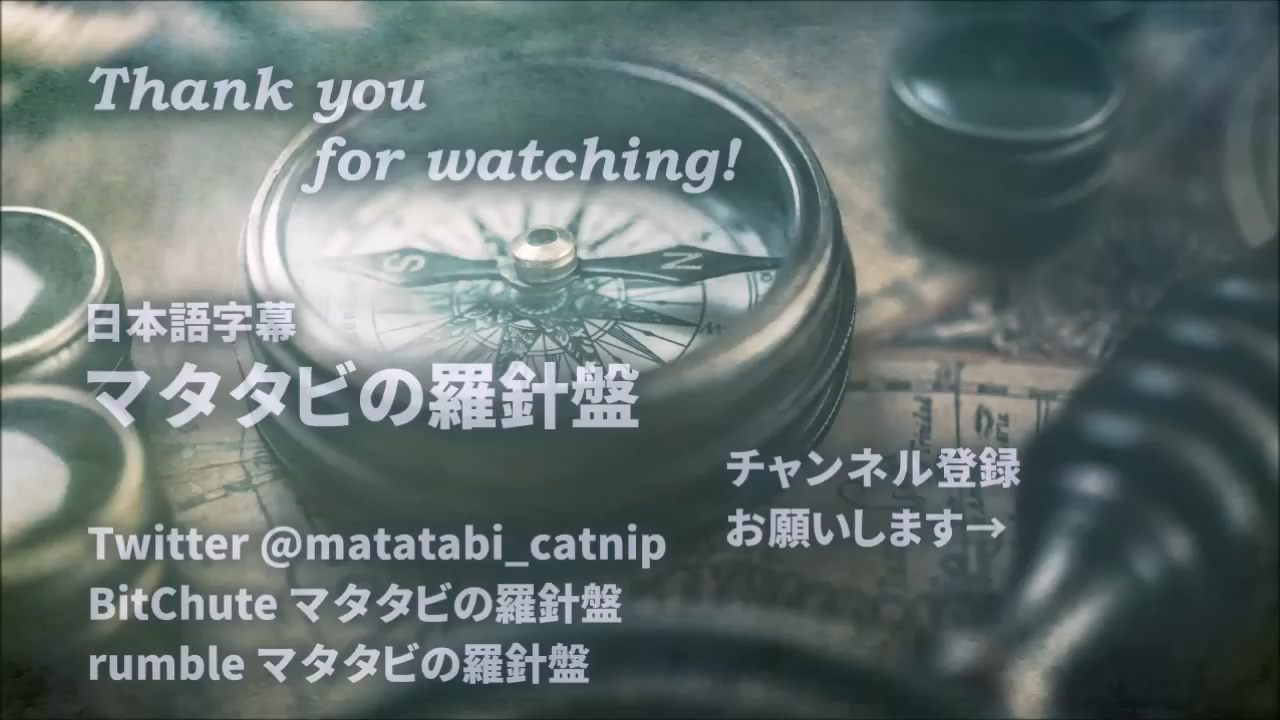 Thank you
for watching!
S N
日本語字幕
マタタビの羅針盤
チャンネル登録
お願いします→
Twitter @matatabi_catnip
BitChute マタタビの羅針盤
rumble マタタビの羅針盤